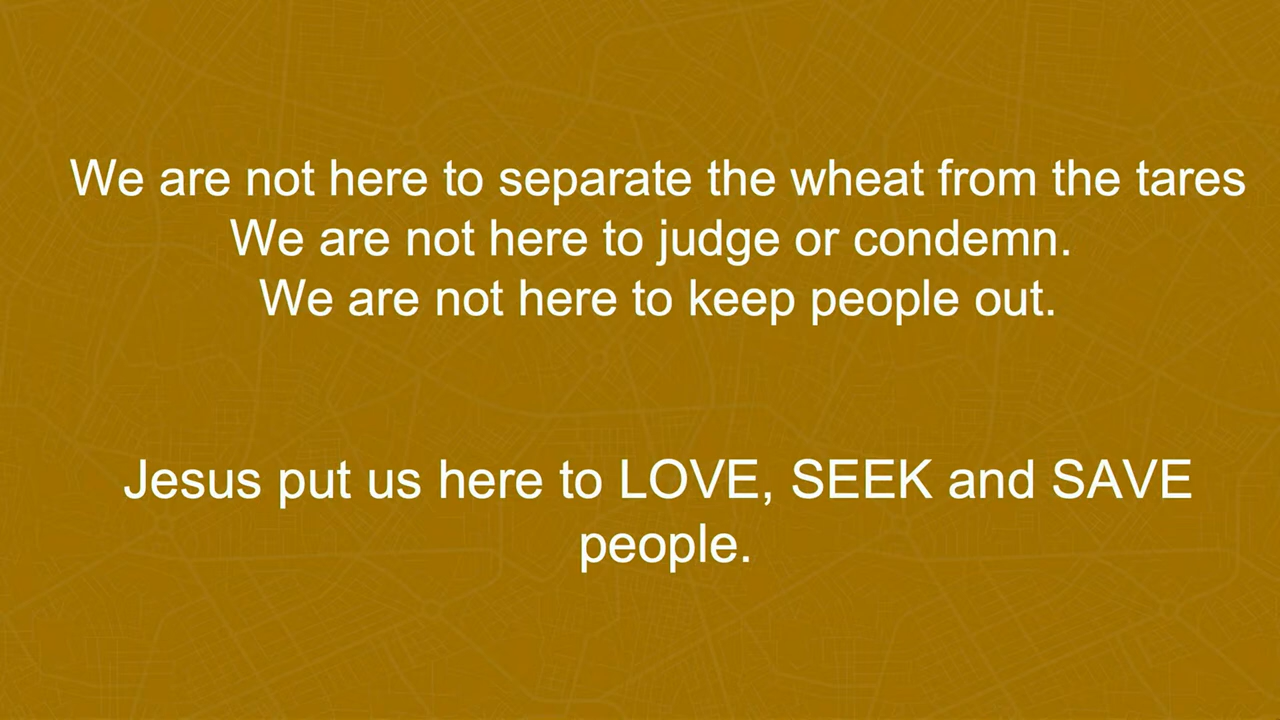 We are not here to separate the wheat from the tares
We are not here to judge or condemn.
We are not here to keep people out.
Jesus put us here to LOVE, SEEK and SAVE
people.